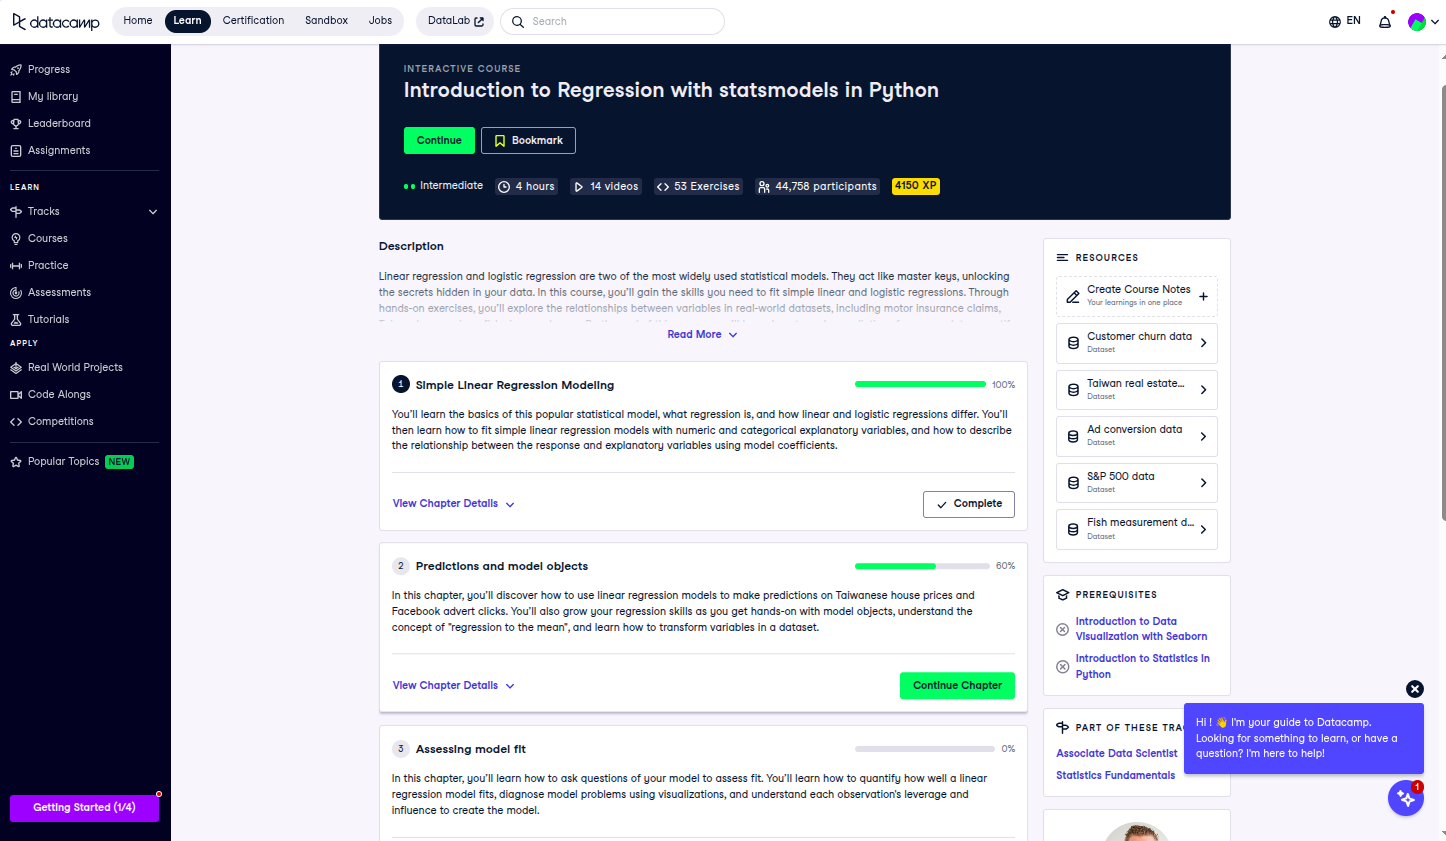 datacamp
Home
Learn
Certification
Sandbox
Jobs
DataLab
Search
EN
Progress
My library
Leaderboard
Assignments
LEARN
Tracks
Courses
Practice
Assessments
Tutorials
APPLY
Real World Projects
Code Alongs
Competitions
Popular Topics NEW
Getting Started (1/4)
INTERACTIVE COURSE
Introduction to Regression with statsmodels in Python
Continue
Bookmark
Intermediate
4 hours
14 videos
53 Exercises
44,758 participants
4150 XP
Description
Linear regression and logistic regression are two of the most widely used statistical models. They act like master keys, unlocking
the secrets hidden in your data. In this course, you'll gain the skills you need to fit simple linear and logistic regressions. Through
hands-on exercises, you'll explore the relationships between variables in real-world datasets, including motor insurance claims,
Read More
1 Simple Linear Regression Modeling
100%
You'll learn the basics of this popular statistical model, what regression is, and how linear and logistic regressions differ. You'll
then learn how to fit simple linear regression models with numeric and categorical explanatory variables, and how to describe
the relationship between the response and explanatory variables using model coefficients.
View Chapter Details
Complete
2 Predictions and model objects
60%
In this chapter, you'll discover how to use linear regression models to make predictions on Taiwanese house prices and
Facebook advert clicks. You'll also grow your regression skills as you get hands-on with model objects, understand the
concept of "regression to the mean", and learn how to transform variables in a dataset.
View Chapter Details
Continue Chapter
3 Assessing model fit
0%
In this chapter, you'll learn how to ask questions of your model to assess fit. You'll learn how to quantify how well a linear
regression model fits, diagnose model problems using visualizations, and understand each observation's leverage and
influence to create the model.
RESOURCES
Create Course Notes
Your learnings in one place
Customer churn data
Dataset
Taiwan real estate...
Dataset
Ad conversion data
Dataset
S&P 500 data
Dataset
Fish measurement d...
Dataset
PREREQUISITES
Introduction to Data
Visualization with Seaborn
Introduction to Statistics in
Python
PART OF THESE TRA
Associate Data Scientist
Statistics Fundamentals
Hi ! 👋 I'm your guide to Datacamp.
Looking for something to learn, or have a
question? I'm here to help!
1